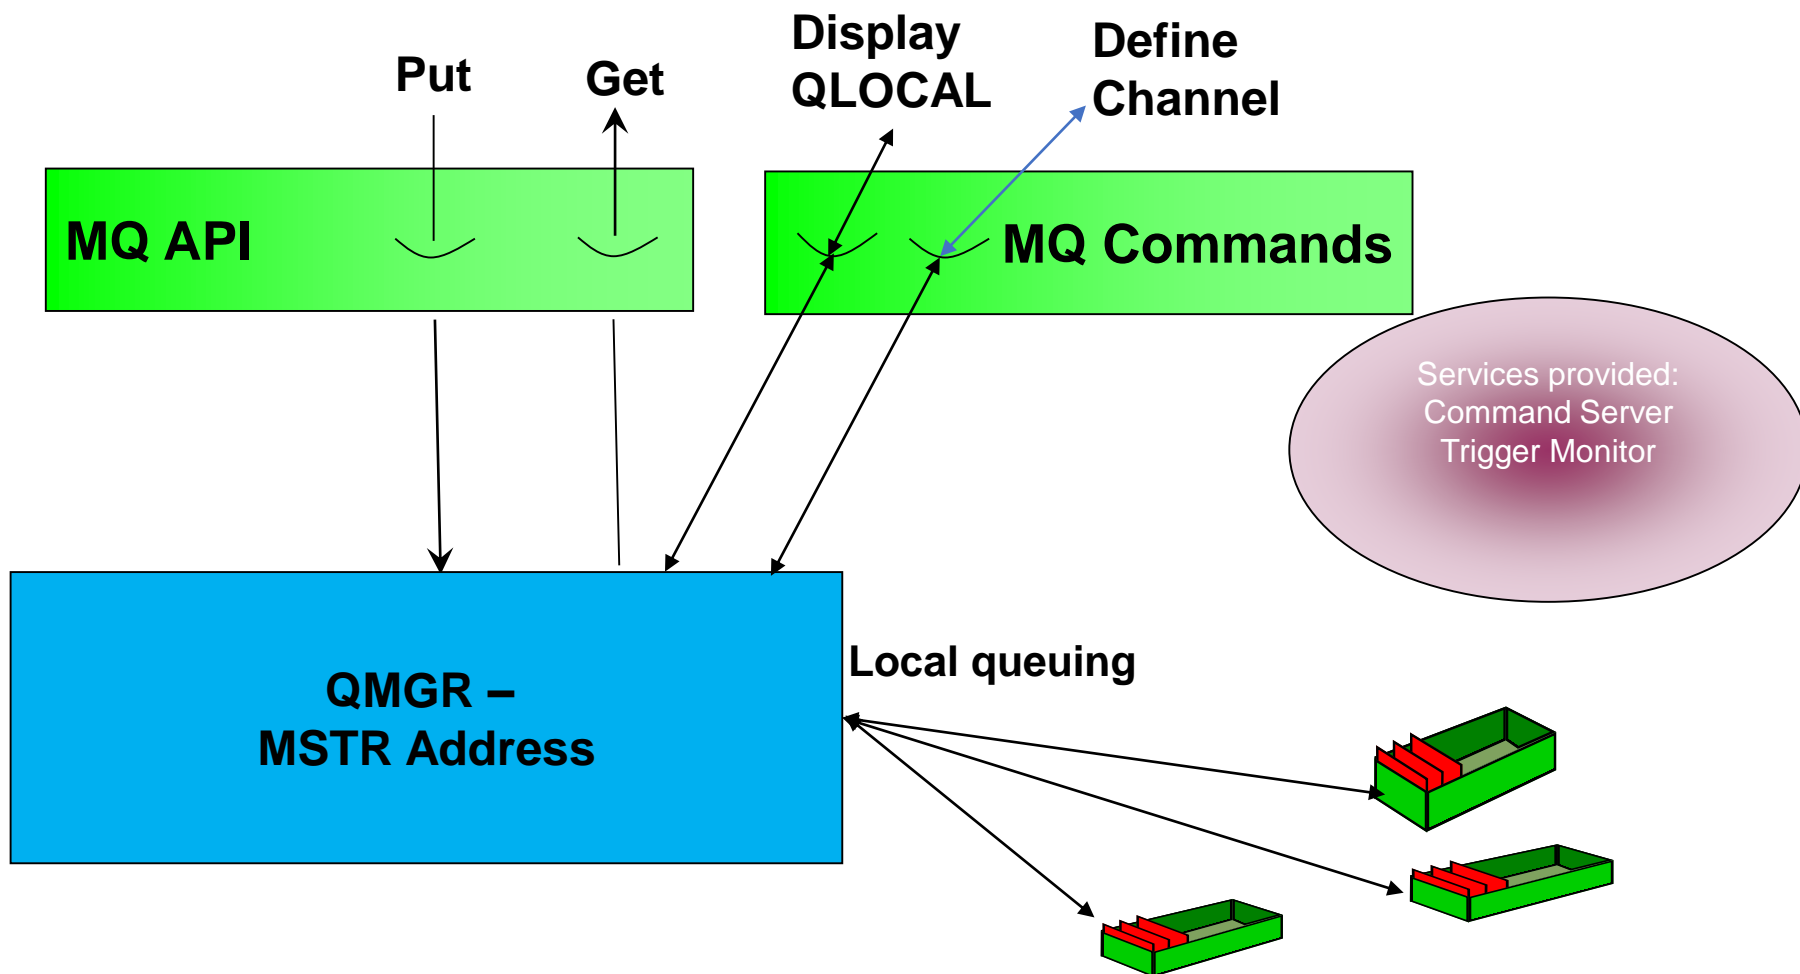 Put
Get
Display
QLOCAL
Define
Channel
MQ API
MQ Commands
Services provided:
Command Server
Trigger Monitor
QMGR –
MSTR Address
Local queuing